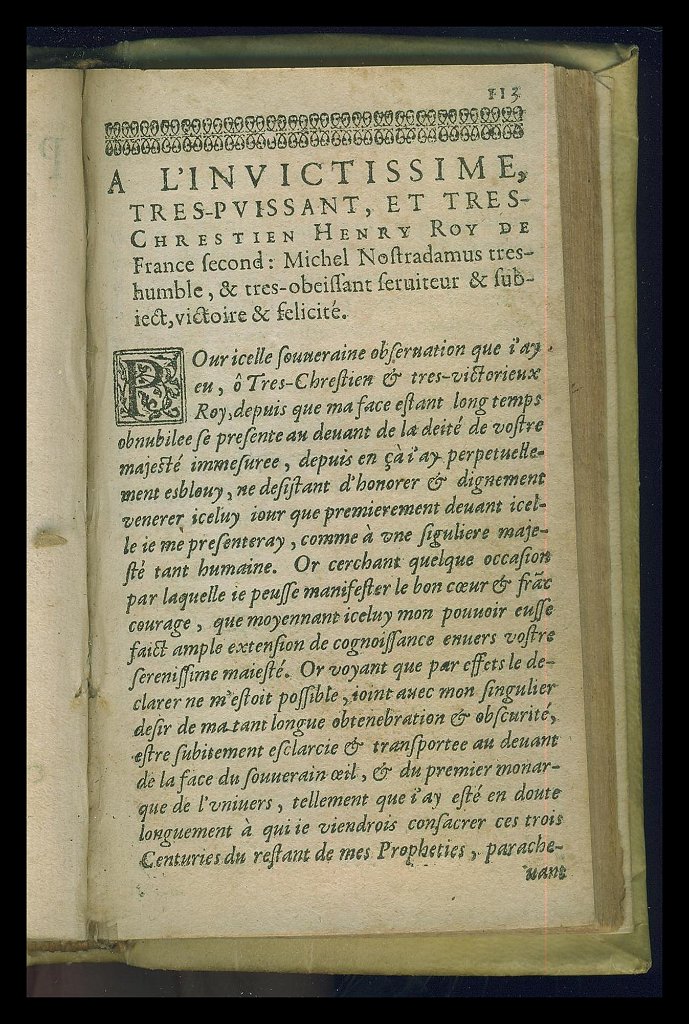 113
A L'INVICTISSIME,
TRES-PVISSANT, ET TRES-
CHRESTIEN HENRY ROY DE
France ſecond: Michel Noſtradamus tres-
humble, & tres-obeiſſant ſeruiteur & ſub-
iect, victoire & felicité.
POur icelle ſouueraine obſeruation que i'ay
eu, ô Tres-Chreſtien & tres-victorieux
Roy, depuis que ma face eſtant long temps
obnubilee ſe preſente au deuant de la deité de voſtre
majeſté immeſuree, depuis en çà i'ay perpetuelle-
ment esblouy, ne deſiſtant d'honorer & dignement
venerer iceluy iour que premierement deuant icel-
le ie me preſenteray, comme à vne ſiguliere maje-
ſté tant humaine. Or cerchant quelque occaſion
par laquelle ie peuſſe manifeſter le bon cœur & frāc
courage, que moyennant iceluy mon pouuoir euſſe
faict ample extenſion de cognoiſſance enuers voſtre
ſereniſſime maieſté. Or voyant que par effets le de-
clarer ne m'eſtoit poſſible, ioint auec mon ſingulier
deſir de ma tant longue obtenebration & obſcurité,
eſtre ſubitement eſclarcie & tranſportee au deuant
de la face du ſouuerain œil, & du premier monar-
que de l'vniuers, tellement que i'ay eſté en doute
longuement à qui ie viendrois conſacrer ces trois
Centuries du reſtant de mes Propheties, parache-
uant